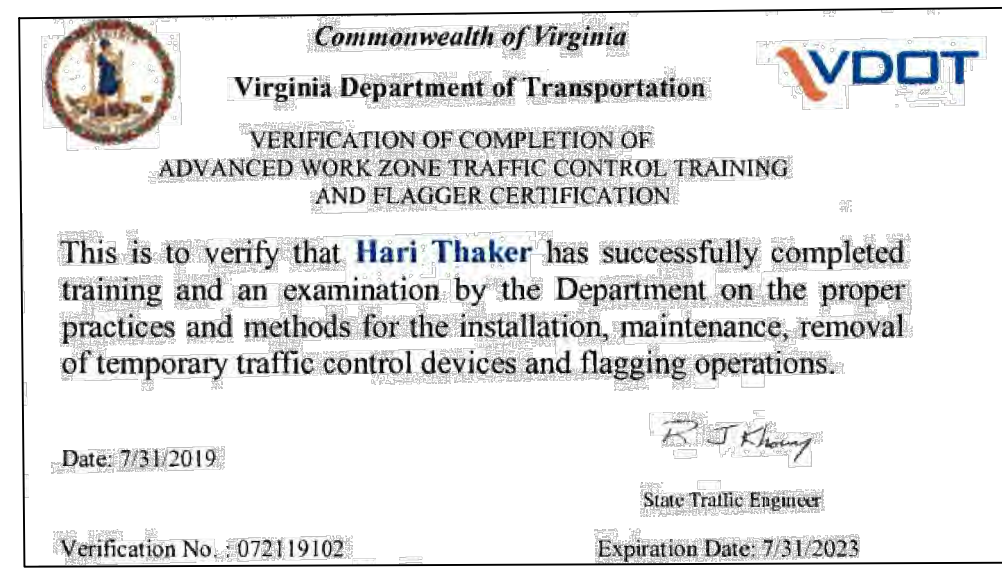 Commonwealth of Virginia
VDOT
Virginia Department of Transportation
VERIFICATION OF COMPLETION OF
ADVANCED WORK ZONE TRAFFIC CONTROL TRAINING
AND FLAGGER CERTIFICATION
This is to verify that Hari Thaker has successfully completed
training and an examination by the Department on the proper
practices and methods for the installation, maintenance, removal
of temporary traffic control devices and flagging operations.
R J Khoury
Date: 7/31/2019
State Traffic Engineer
Verification No. : 072119102
Expiration Date: 7/31/2023